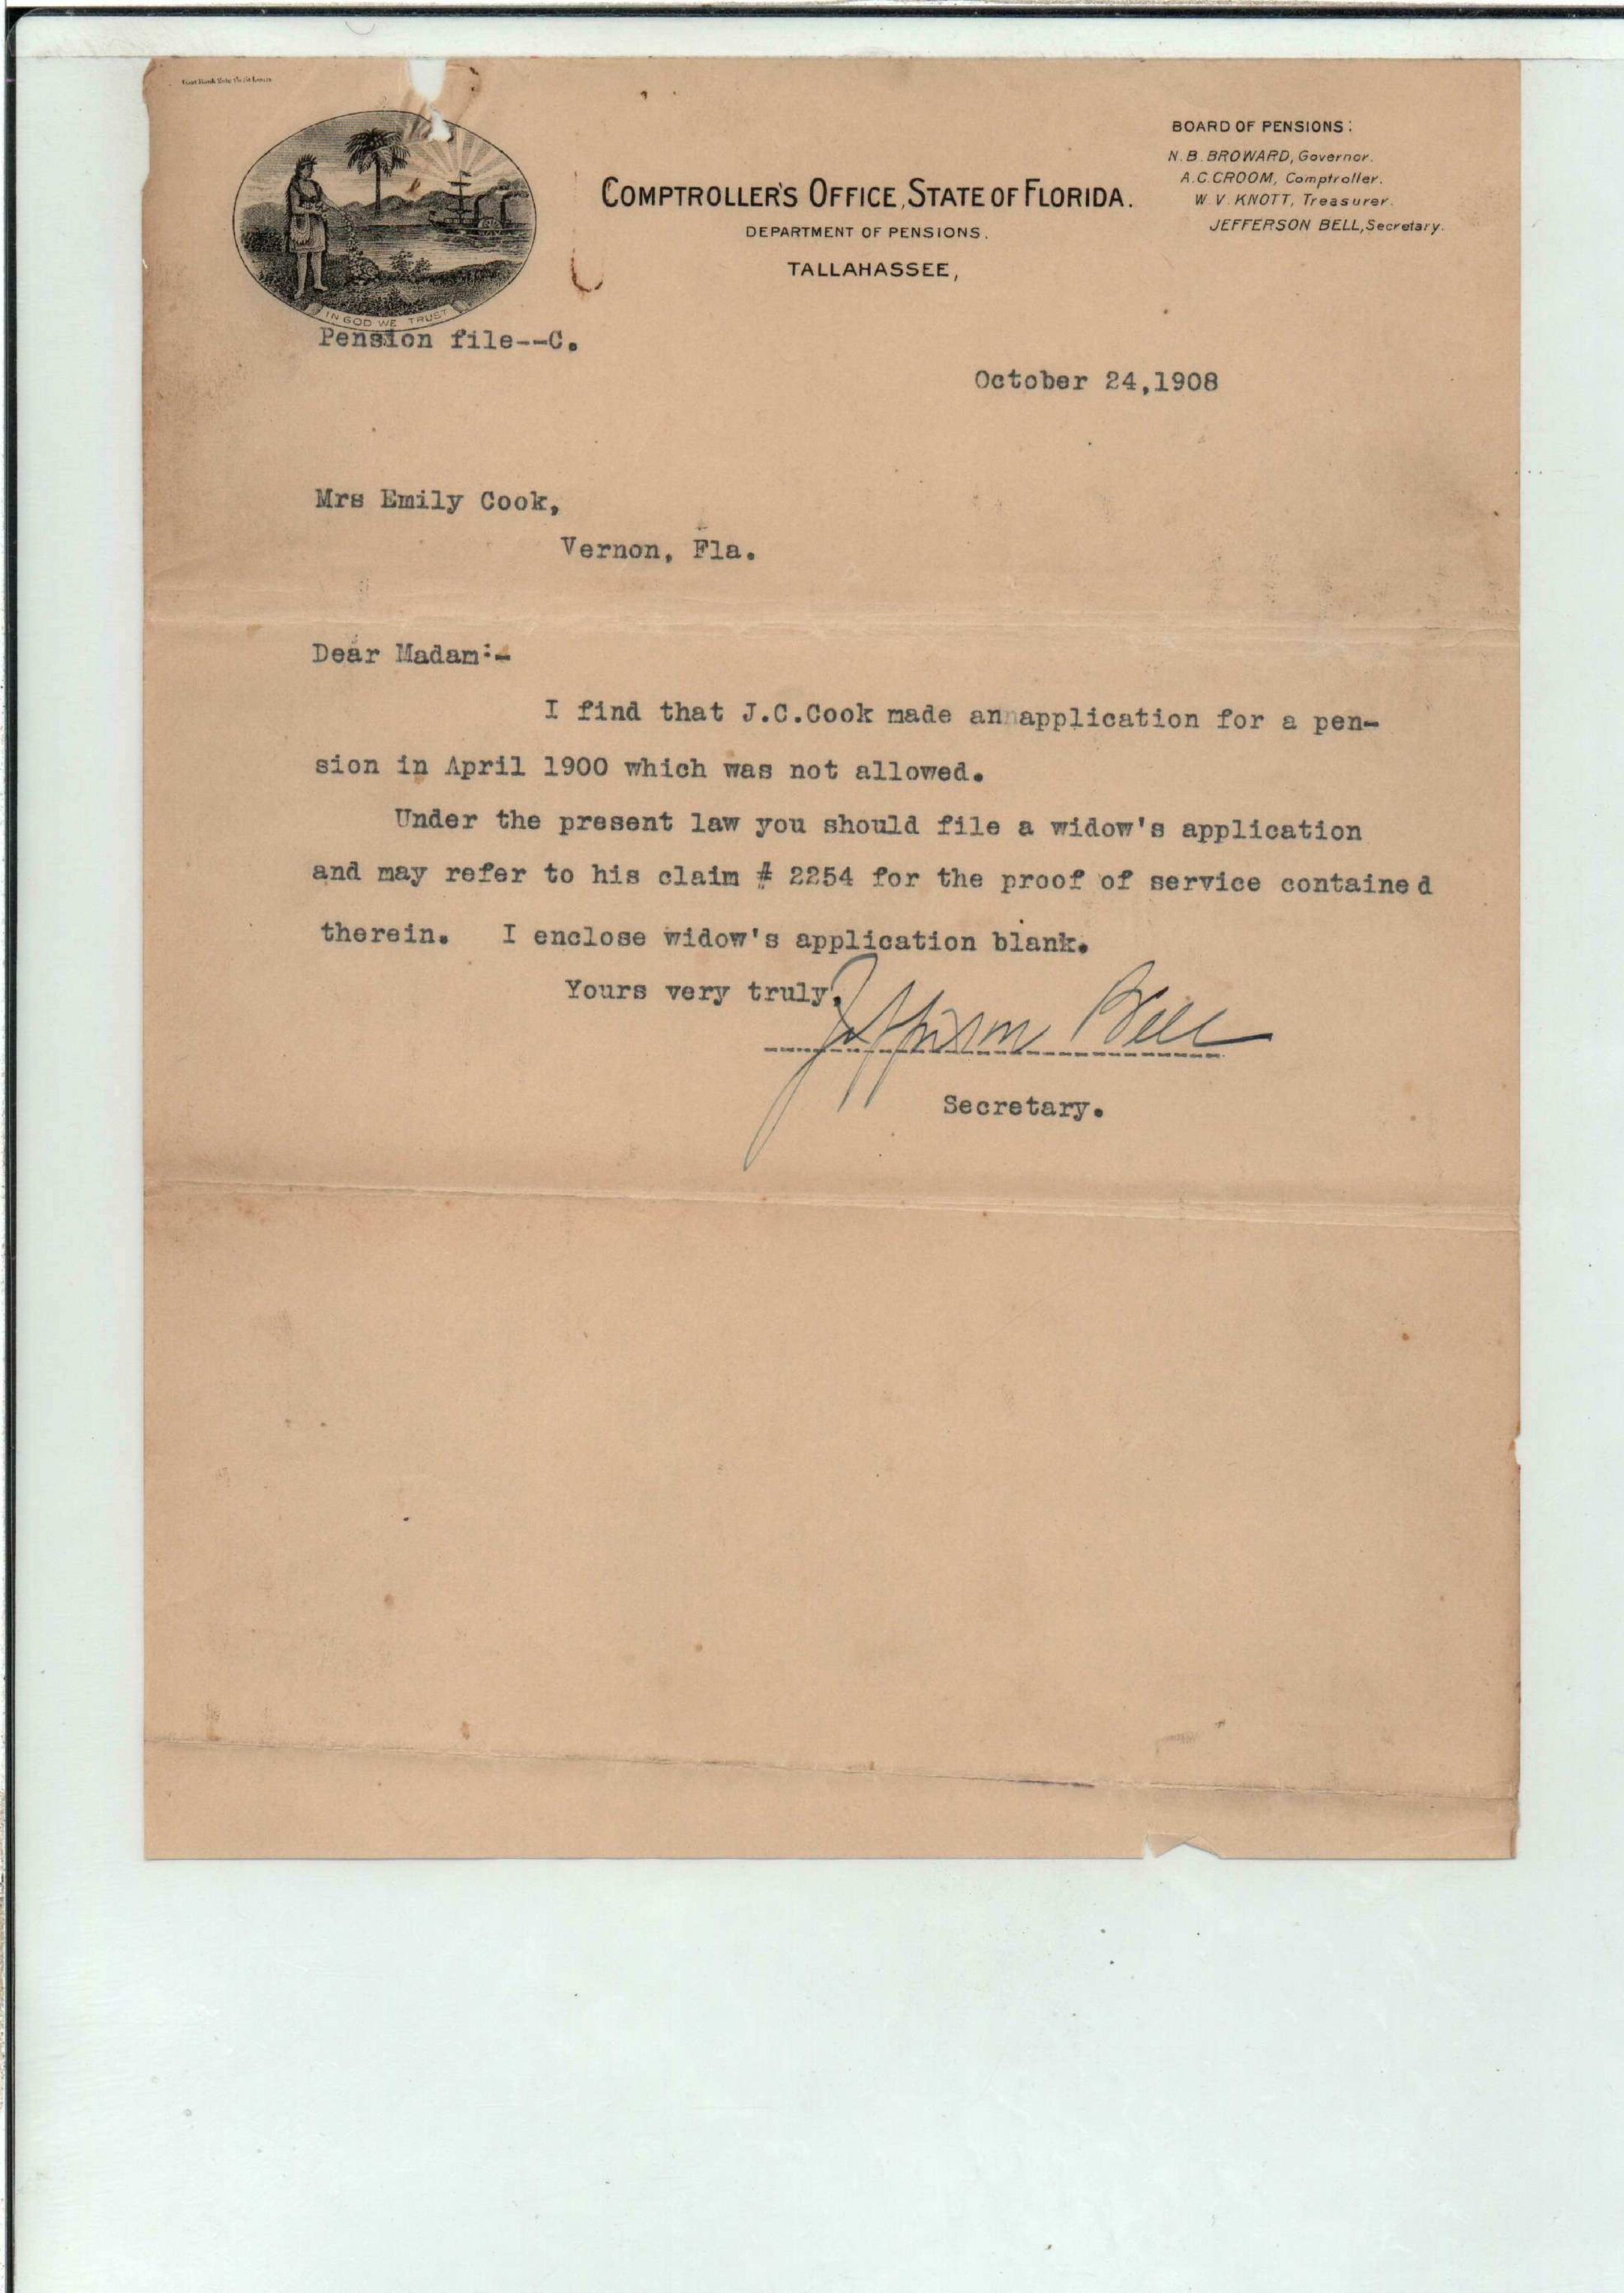 COMPTROLLER'S OFFICE, STATE OF FLORIDA.
DEPARTMENT OF PENSIONS.
TALLAHASSEE,
BOARD OF PENSIONS:
N. B. BROWARD, Governor.
A. C. CROOM, Comptroller.
W. V. KNOTT, Treasurer.
JEFFERSON BELL, Secretary.
IN GOD WE TRUST
Pension file--C.
October 24,1908
Mrs Emily Cook,
Vernon, Fla.
Dear Madam:-
I find that J.C.Cook made an application for a pen-
sion in April 1900 which was not allowed.
Under the present law you should file a widow's application
and may refer to his claim # 2254 for the proof of service contained
therein. I enclose widow's application blank.
Yours very truly,
Jefferson Bell
Secretary.